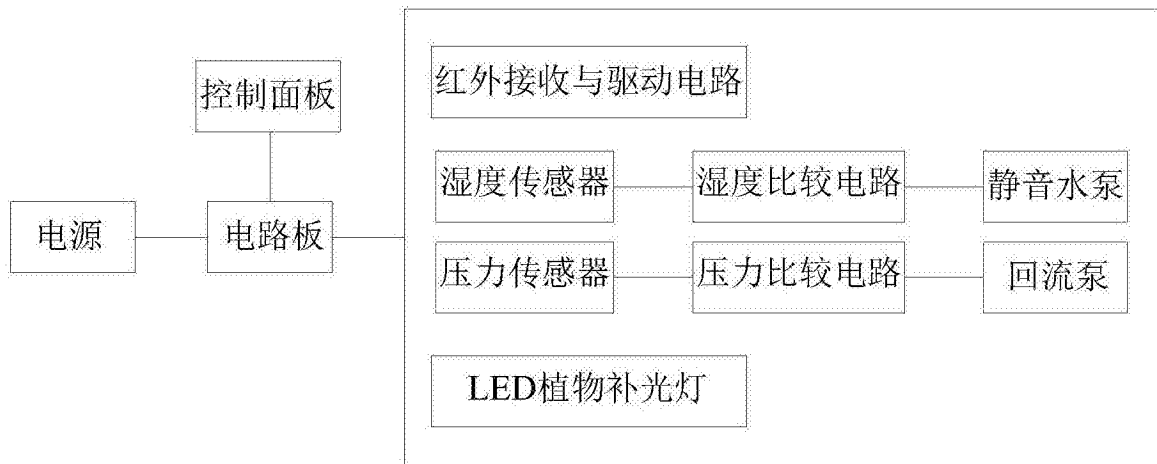 控制面板
电源
电路板
红外接收与驱动电路
湿度传感器
湿度比较电路
静音水泵
压力传感器
压力比较电路
回流泵
LED植物补光灯